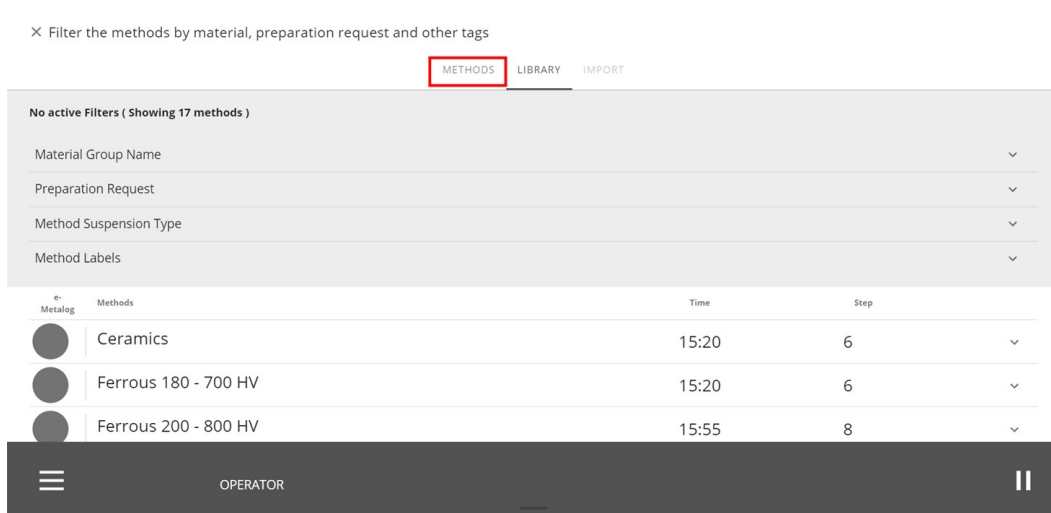 × Filter the methods by material, preparation request and other tags
METHODS LIBRARY IMPORT
No active Filters ( Showing 17 methods )
Material Group Name
Preparation Request
Method Suspension Type
Method Labels
e-
Metalog Methods Time Step
Ceramics 15:20 6
Ferrous 180 - 700 HV 15:20 6
Ferrous 200 - 800 HV 15:55 8
OPERATOR